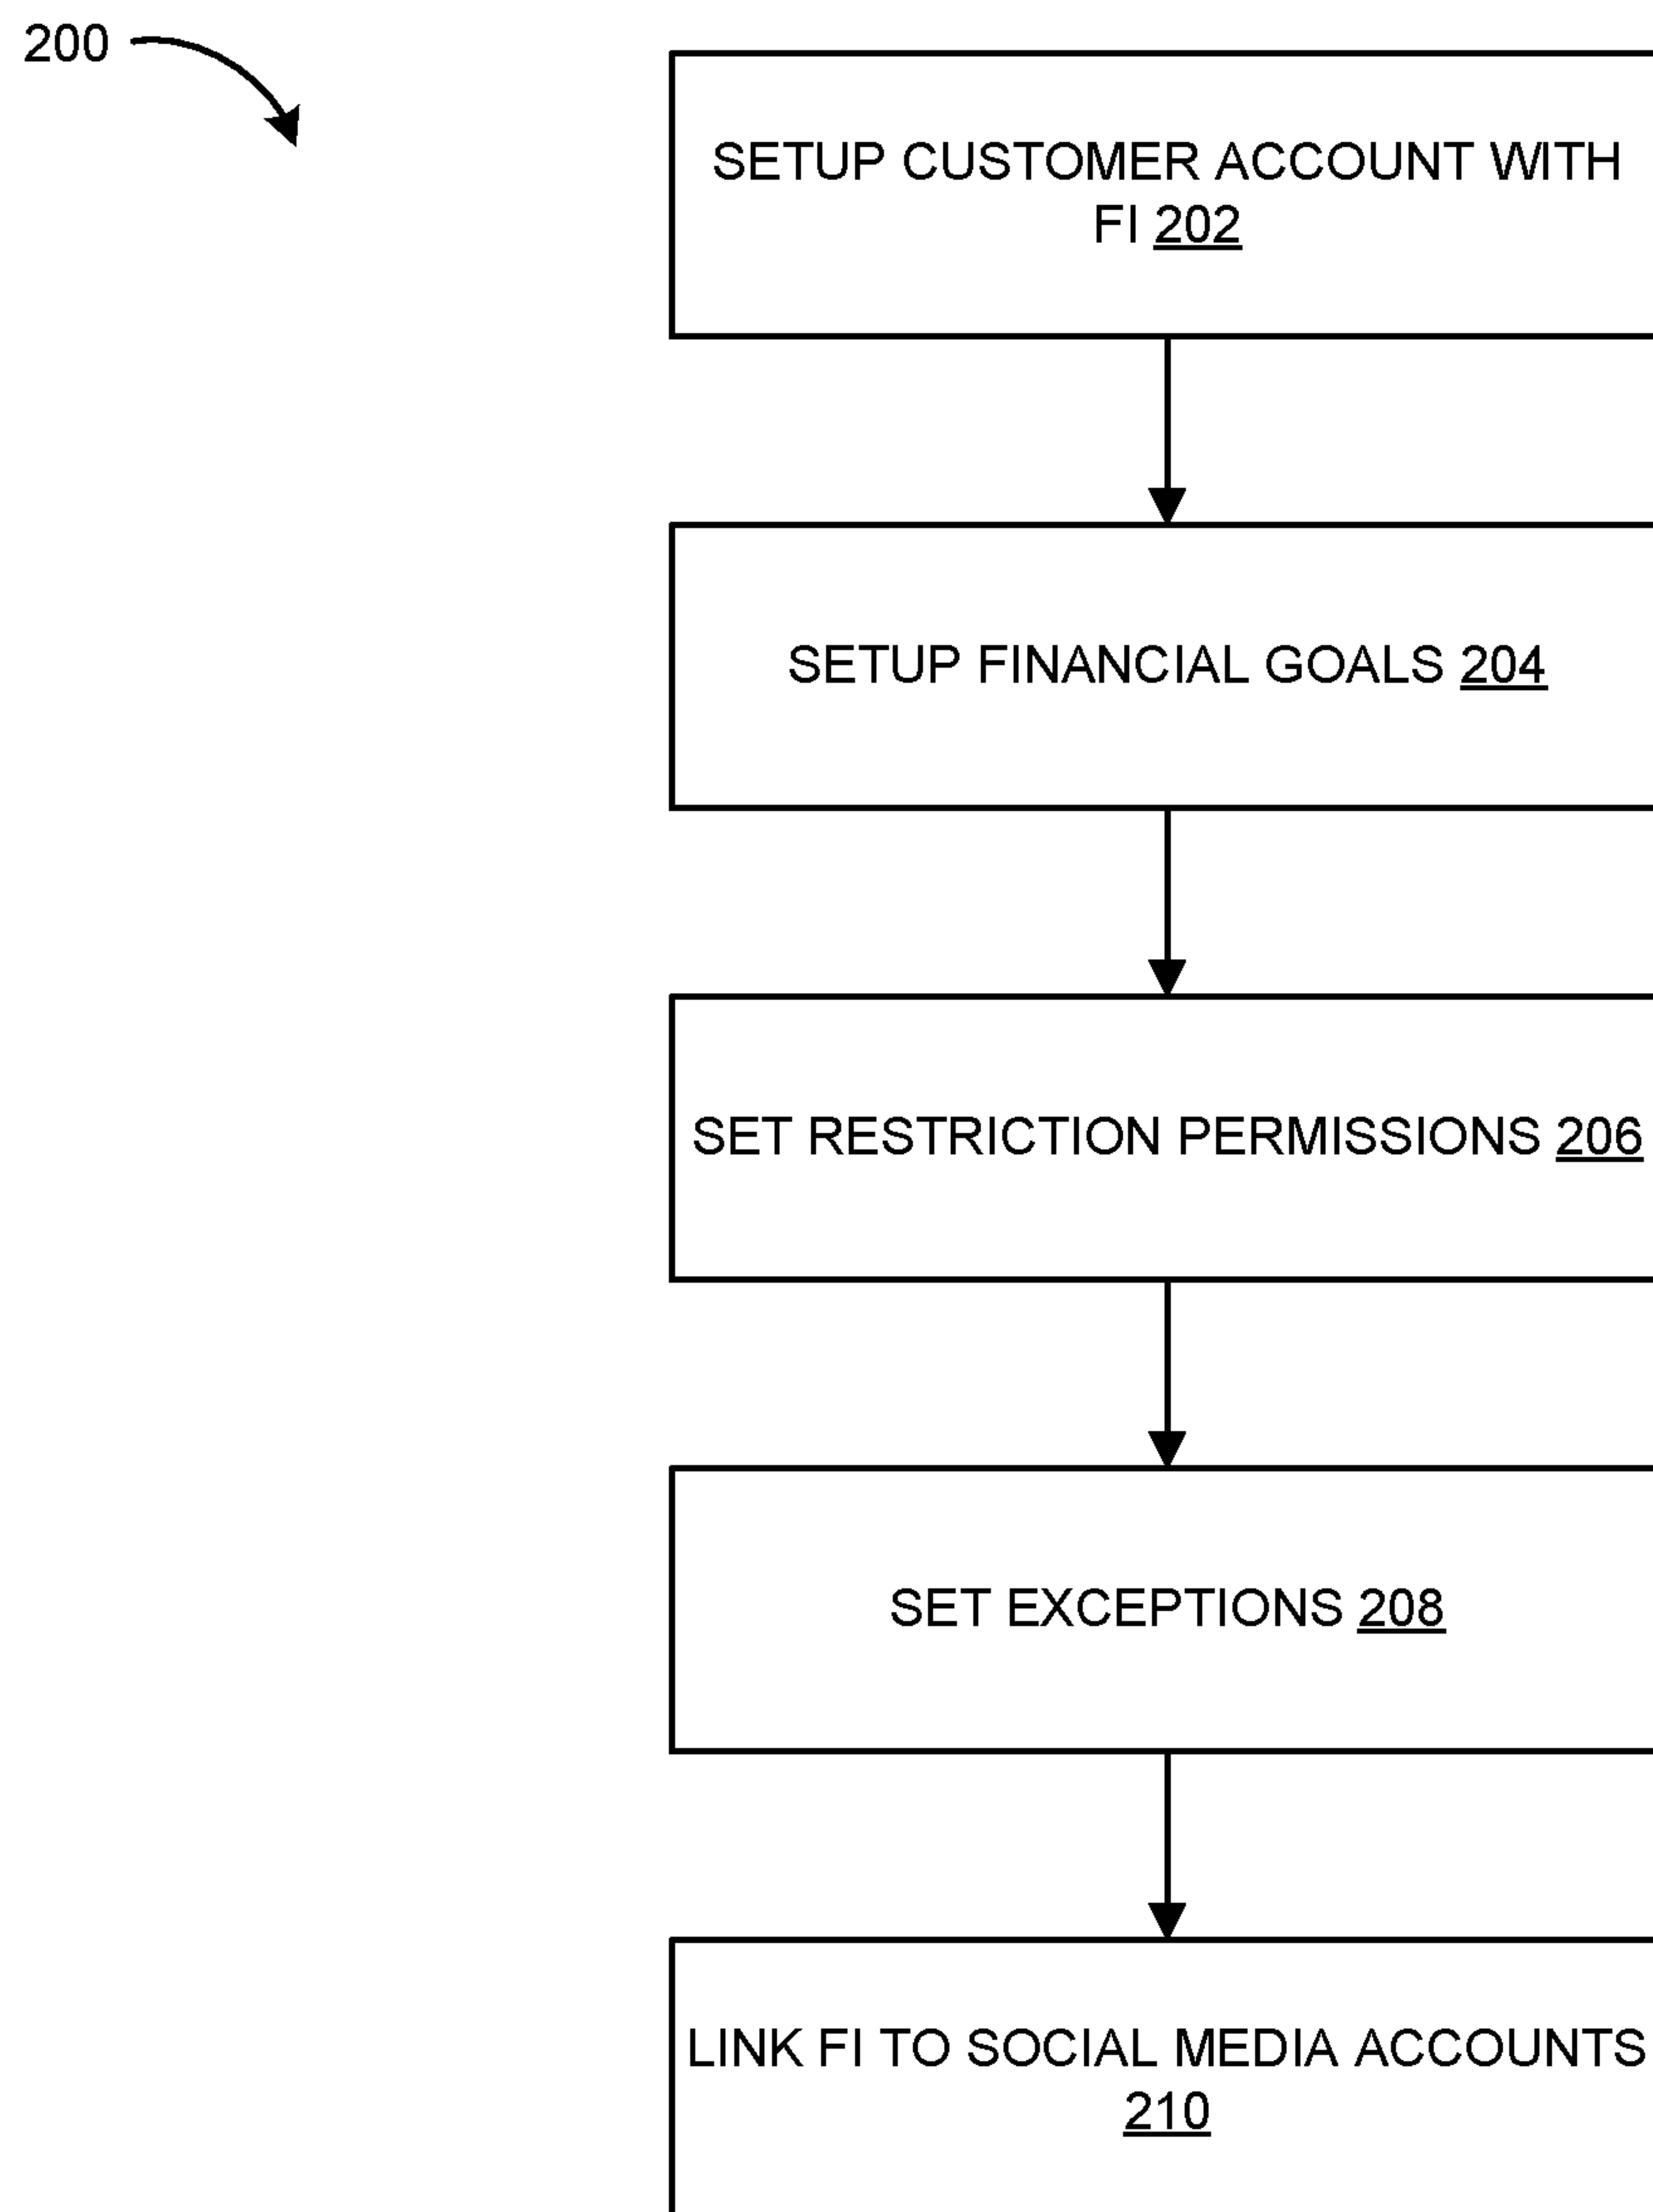 200
SETUP CUSTOMER ACCOUNT WITH
FI 202
SETUP FINANCIAL GOALS 204
SET RESTRICTION PERMISSIONS 206
SET EXCEPTIONS 208
LINK FI TO SOCIAL MEDIA ACCOUNTS
210